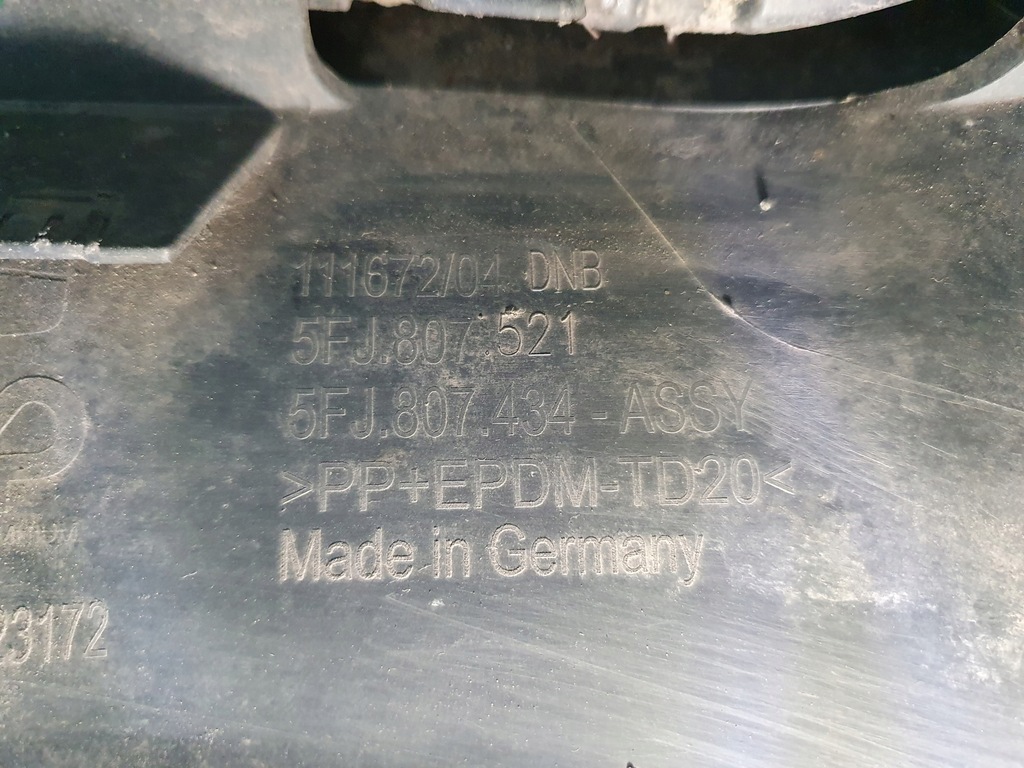 111672/04 DNB
5FJ.807.521
5FJ.807.434 - ASSY
>PP+EPDM-TD20<
Made in Germany
23172